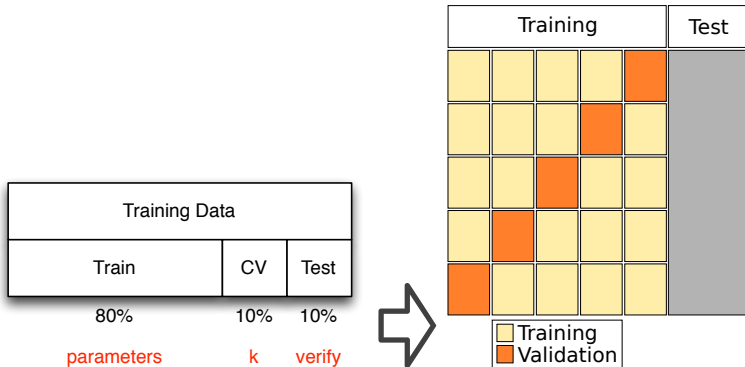 Training Data
Train CV Test
80% 10% 10%
parameters k verify
Training Test
Training
Validation